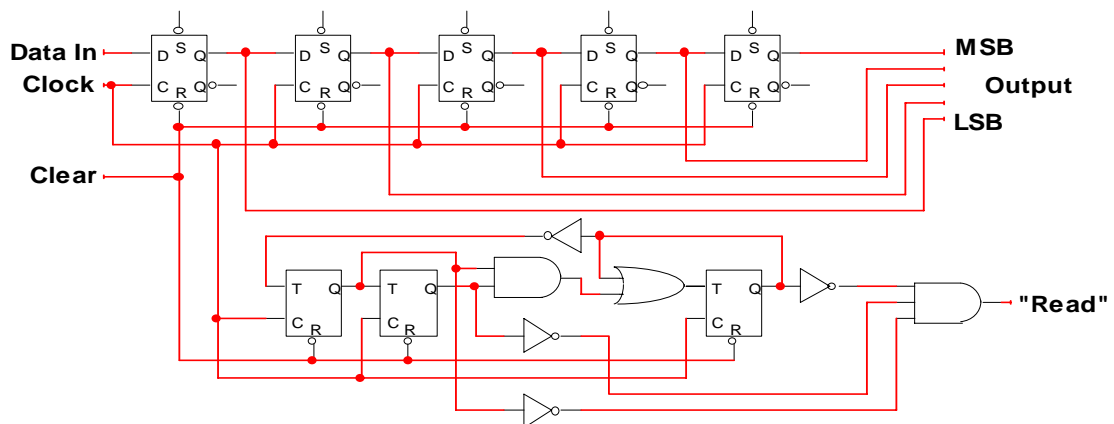 Data In
Clock
Clear
D S Q
C R Q
D S Q
C R Q
D S Q
C R Q
D S Q
C R Q
D S Q
C R Q
MSB
Output
LSB
T Q
C R
T Q
C R
T Q
C R
"Read"